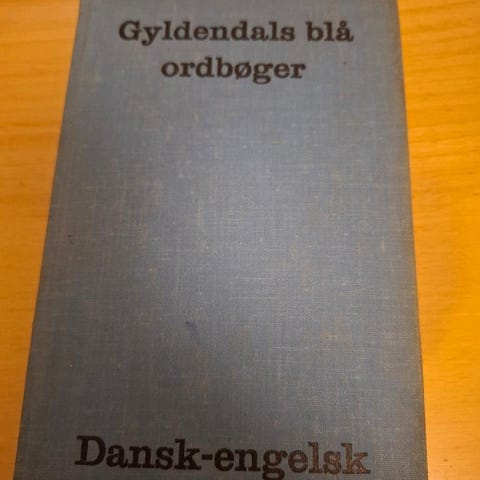 Gyldendals blå
ordbøger
Dansk-engelsk